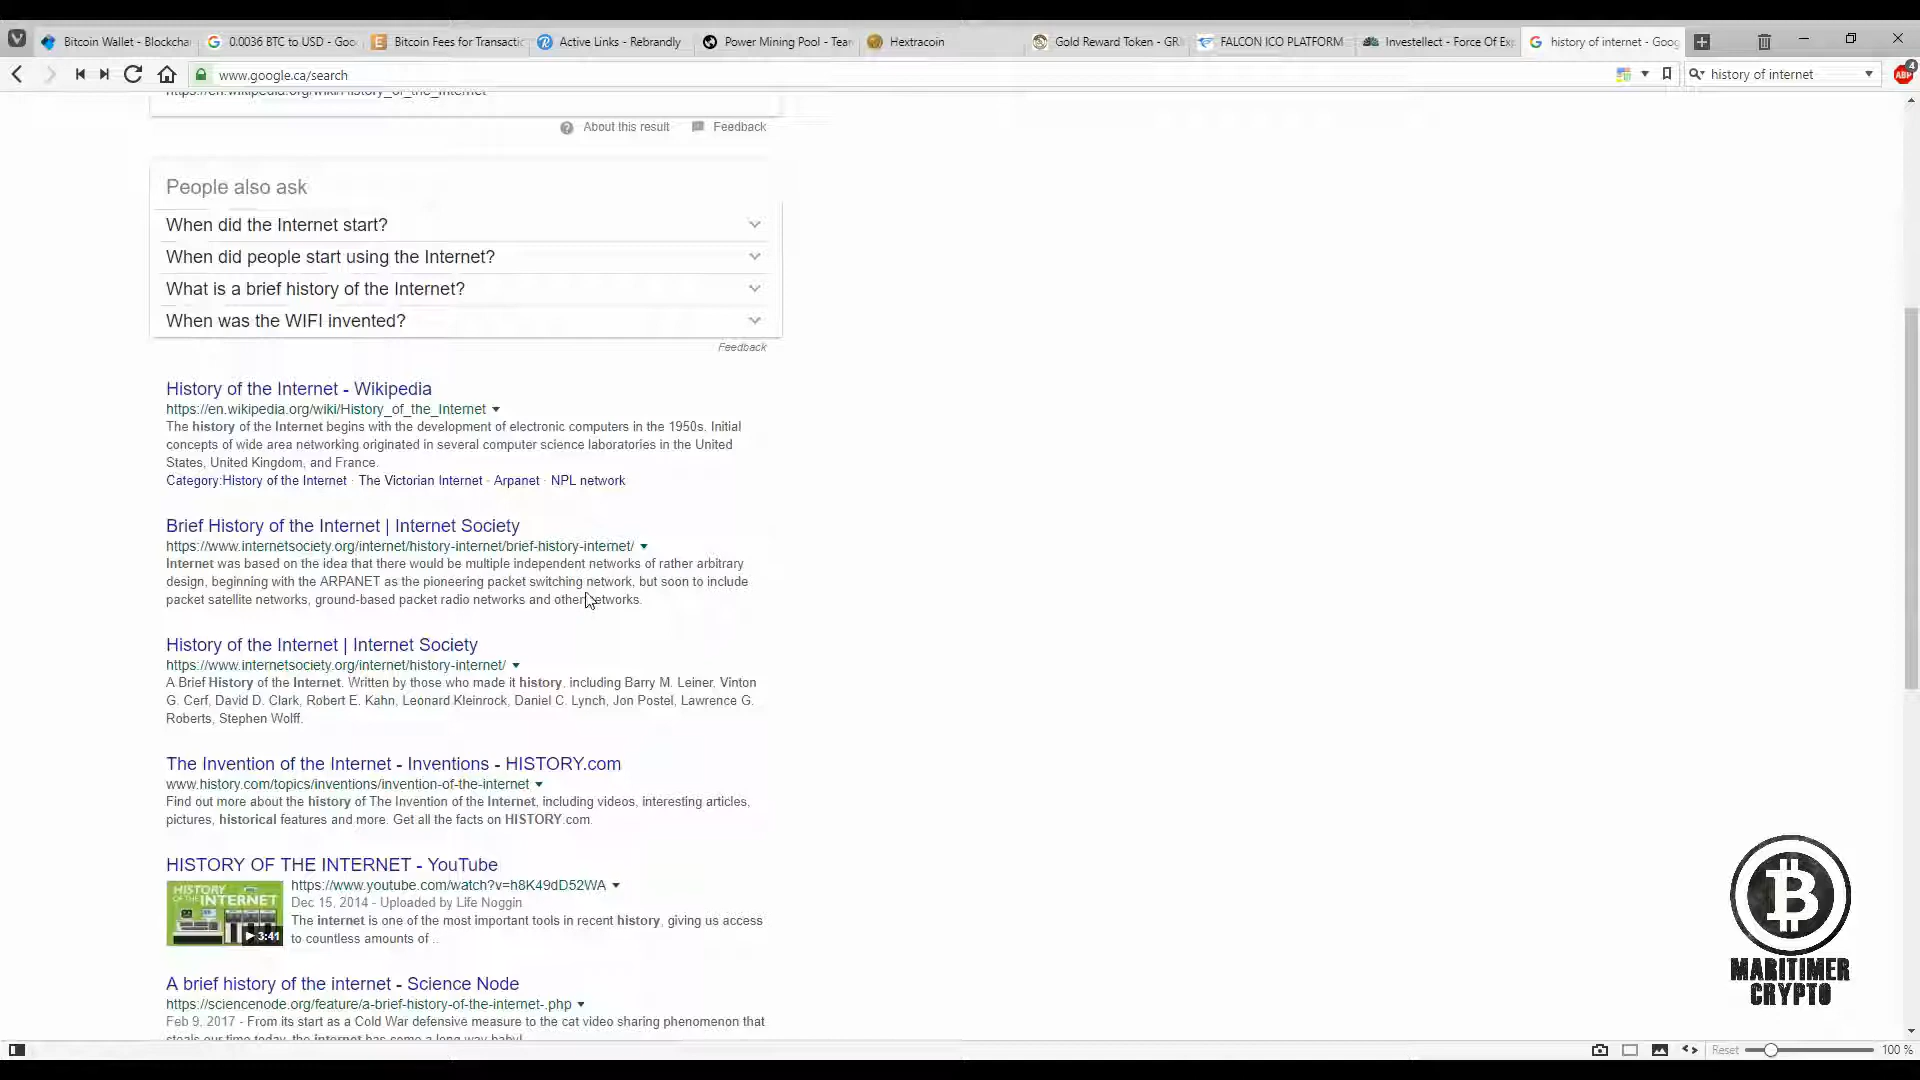 Bitcoin Wallet - Blockcha
0.0036 BTC to USD - Goo
Bitcoin Fees for Transactic
Active Links - Rebrandly
Power Mining Pool - Tear
Hextracoin
Gold Reward Token - GR
FALCON ICO PLATFORM
Investellect - Force Of Ex
history of internet - Goog
www.google.ca/search
history of internet
ABP
4
https://en.wikipedia.org/wiki/History_of_the_Internet
About this result
Feedback
People also ask
When did the Internet start?
When did people start using the Internet?
What is a brief history of the Internet?
When was the WIFI invented?
Feedback
History of the Internet - Wikipedia
https://en.wikipedia.org/wiki/History_of_the_Internet
The history of the Internet begins with the development of electronic computers in the 1950s. Initial
concepts of wide area networking originated in several computer science laboratories in the United
States, United Kingdom, and France.
Category:History of the Internet · The Victorian Internet · Arpanet · NPL network
Brief History of the Internet | Internet Society
https://www.internetsociety.org/internet/history-internet/brief-history-internet/
Internet was based on the idea that there would be multiple independent networks of rather arbitrary
design, beginning with the ARPANET as the pioneering packet switching network, but soon to include
packet satellite networks, ground-based packet radio networks and other networks.
History of the Internet | Internet Society
https://www.internetsociety.org/internet/history-internet/
A Brief History of the Internet. Written by those who made it history, including Barry M. Leiner, Vinton
G. Cerf, David D. Clark, Robert E. Kahn, Leonard Kleinrock, Daniel C. Lynch, Jon Postel, Lawrence G.
Roberts, Stephen Wolff.
The Invention of the Internet - Inventions - HISTORY.com
www.history.com/topics/inventions/invention-of-the-internet
Find out more about the history of The Invention of the Internet, including videos, interesting articles,
pictures, historical features and more. Get all the facts on HISTORY.com.
HISTORY OF THE INTERNET - YouTube
HISTORY
OF THE INTERNET
3:41
https://www.youtube.com/watch?v=h8K49dD52WA
Dec 15, 2014 - Uploaded by Life Noggin
The internet is one of the most important tools in recent history, giving us access
to countless amounts of ..
A brief history of the internet - Science Node
https://sciencenode.org/feature/a-brief-history-of-the-internet-.php
Feb 9, 2017 - From its start as a Cold War defensive measure to the cat video sharing phenomenon that
steals our time today, the internet has come a long way baby!
MARITIMER
CRYPTO
Reset
100 %